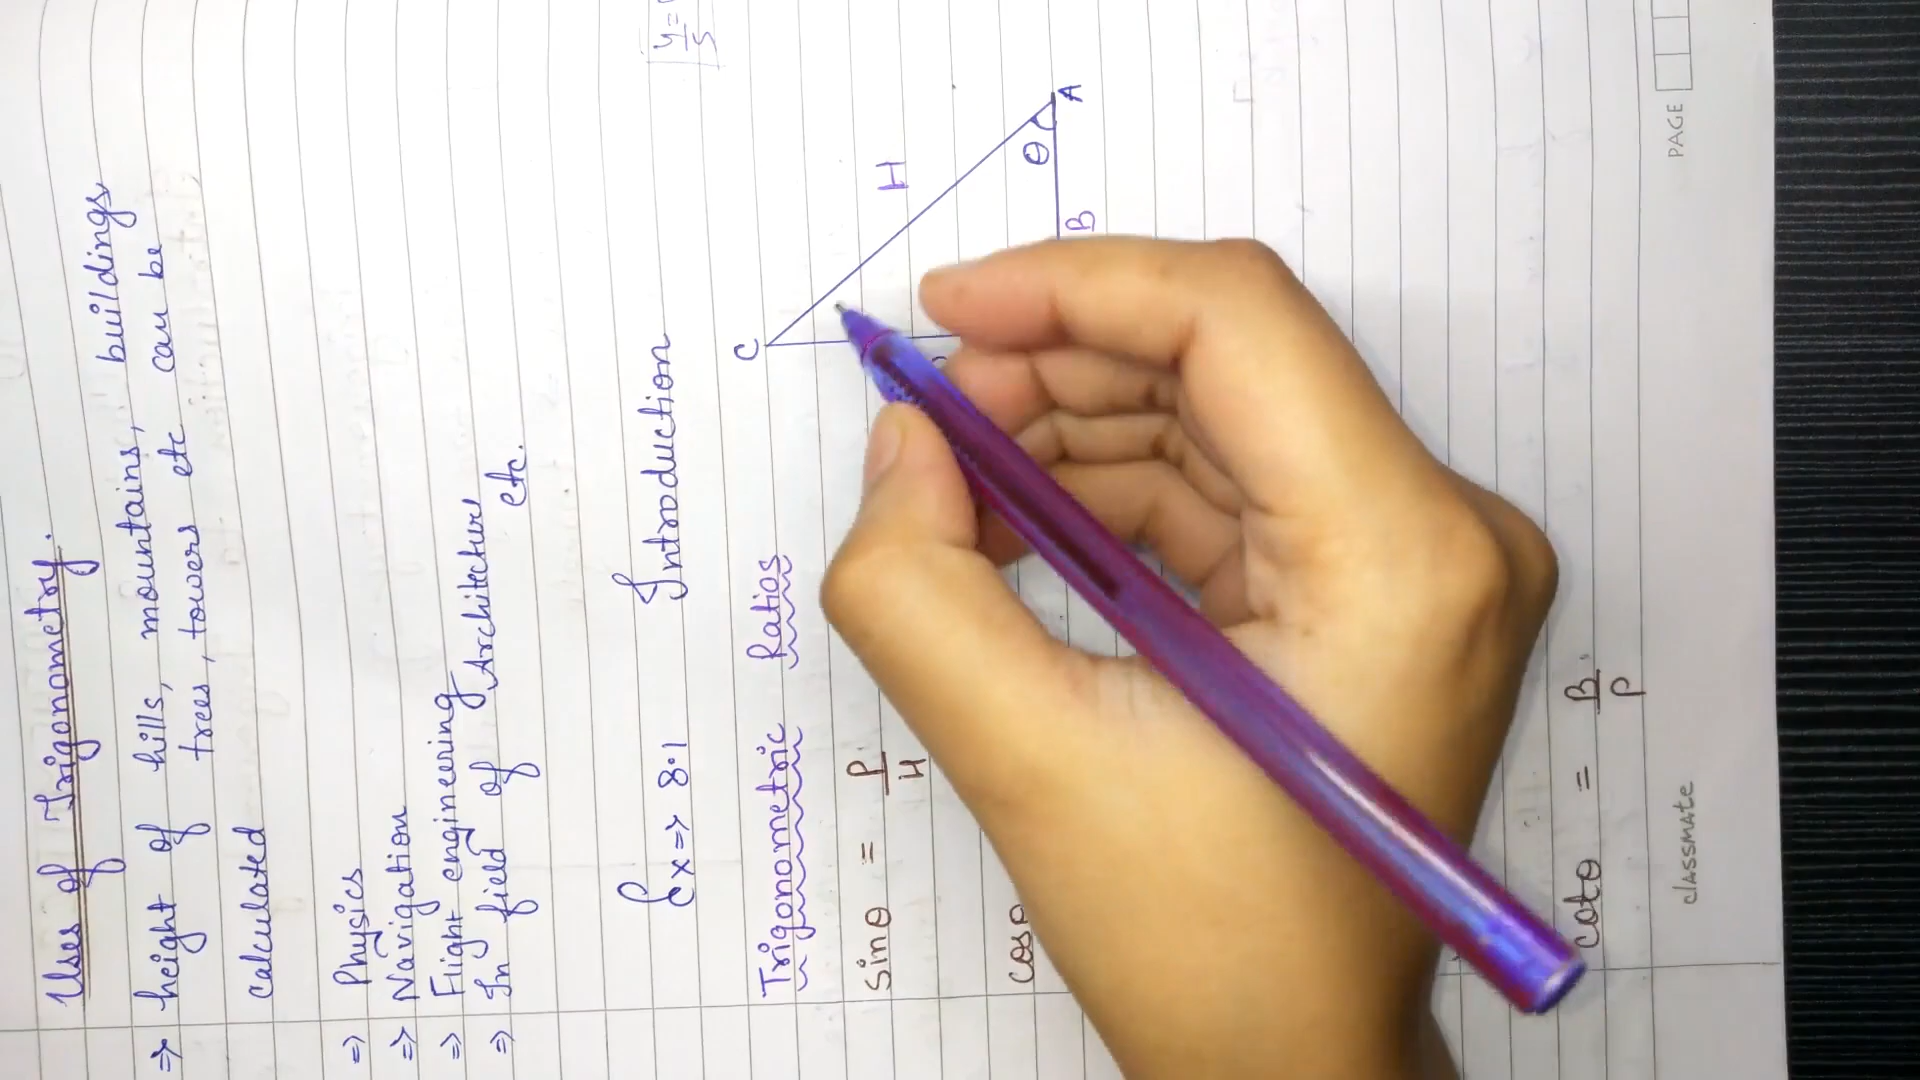 Uses of Trigonometry.
=> height of hills, mountains, buildings
trees, towers etc can be
calculated
=> Physics
=> Navigation
=> Flight engineering
=> In field of Architecture
etc.
Ex => 8.1 Introduction
Trigonometric Ratios
C
sinθ = P/H
H
θ
A
B
cosθ
cotθ = B/P
classmate
PAGE